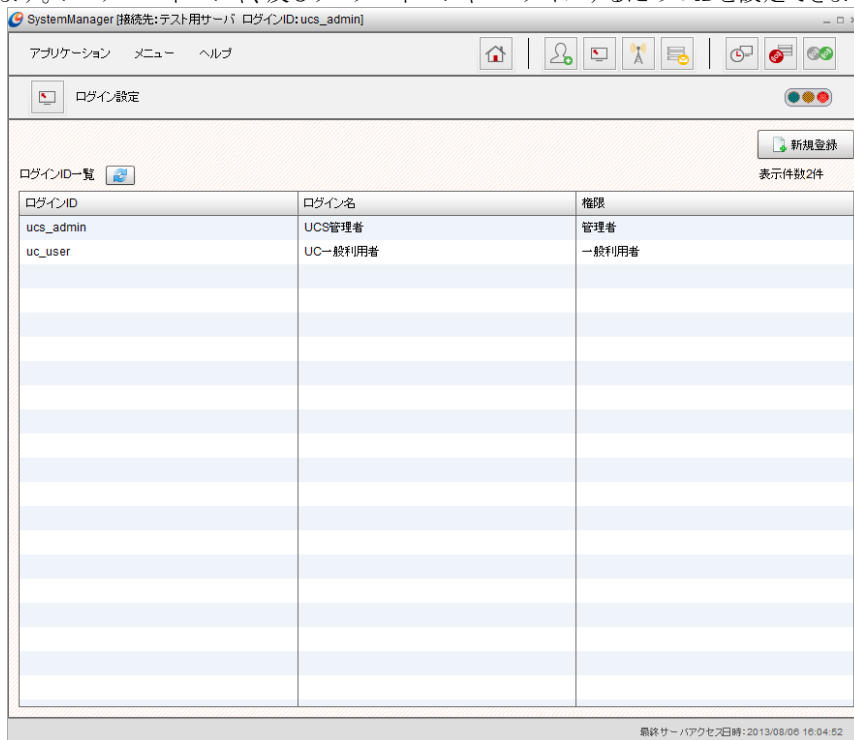 SystemManager [接続先:テスト用サーバ ログインID:ucs_admin]
アプリケーション メニュー ヘルプ
ログイン設定
新規登録
ログインID一覧
表示件数2件
ログインID ログイン名 権限
ucs_admin UCS管理者 管理者
uc_user UC一般利用者 一般利用者
最終サーバアクセス日時:2013/08/06 16:04:52